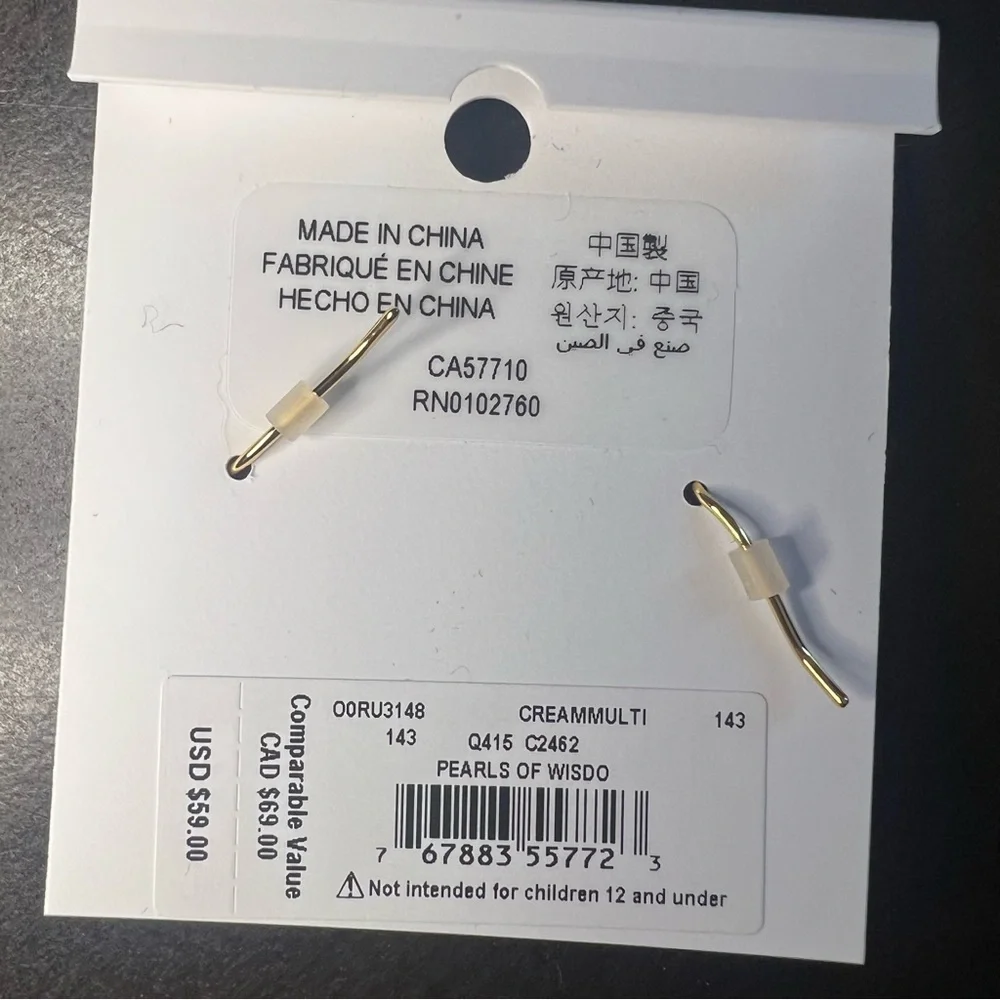 MADE IN CHINA
FABRIQUÉ EN CHINE
HECHO EN CHINA
中国製
原产地: 中国
원산지: 중국
صنع في الصين
CA57710
RN0102760
O0RU3148 CREAMMULTI 143
143 Q415 C2462
PEARLS OF WISDO
7 67883 55772 3
⚠Not intended for children 12 and under
Comparable Value
CAD $69.00
USD $59.00